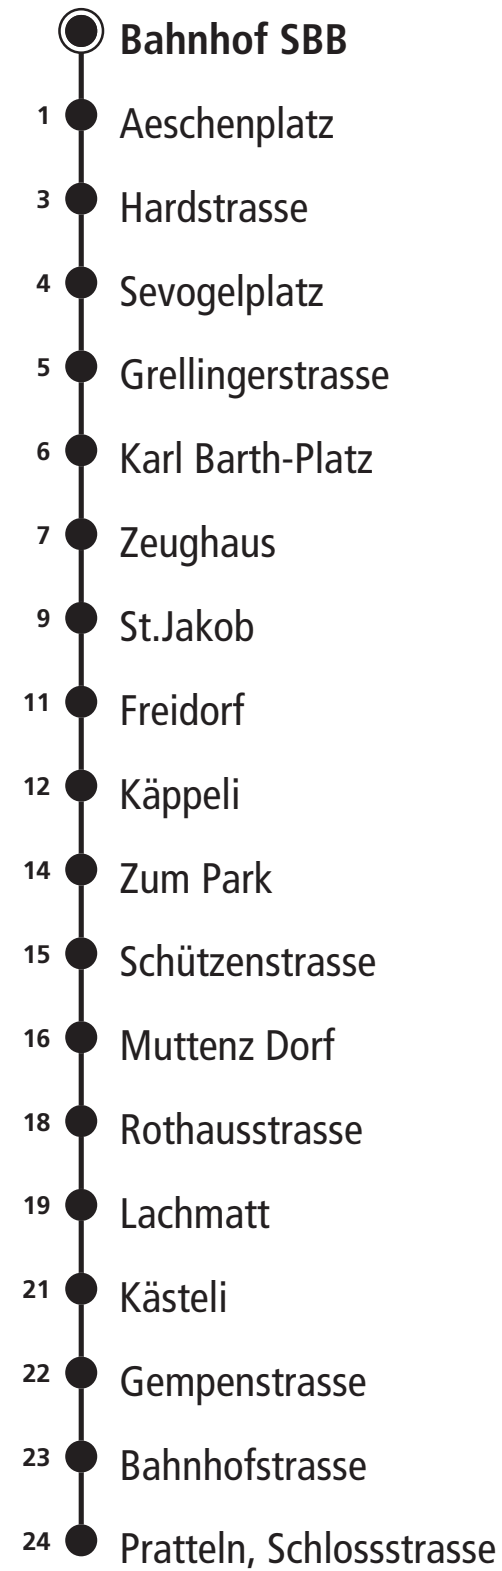 Bahnhof SBB
1 Aeschenplatz
3 Hardstrasse
4 Sevogelplatz
5 Grellingerstrasse
6 Karl Barth-Platz
7 Zeughaus
9 St.Jakob
11 Freidorf
12 Käppeli
14 Zum Park
15 Schützenstrasse
16 Muttenz Dorf
18 Rothausstrasse
19 Lachmatt
21 Kästeli
22 Gempenstrasse
23 Bahnhofstrasse
24 Pratteln, Schlossstrasse